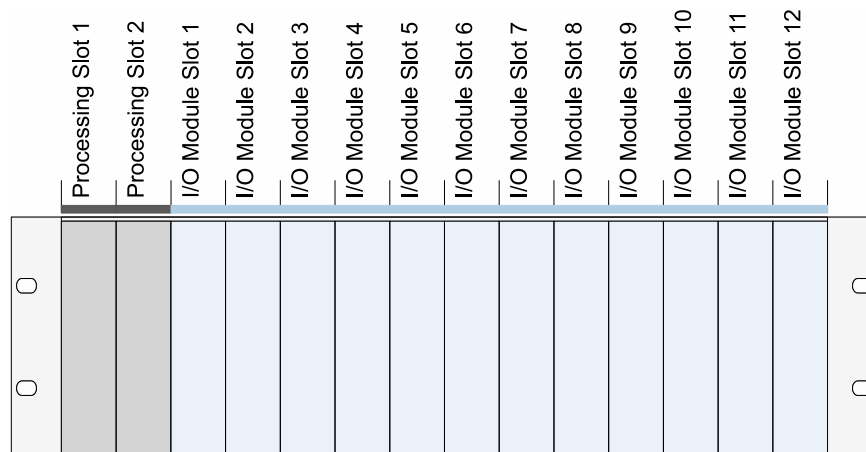 Processing Slot 1
Processing Slot 2
I/O Module Slot 1
I/O Module Slot 2
I/O Module Slot 3
I/O Module Slot 4
I/O Module Slot 5
I/O Module Slot 6
I/O Module Slot 7
I/O Module Slot 8
I/O Module Slot 9
I/O Module Slot 10
I/O Module Slot 11
I/O Module Slot 12